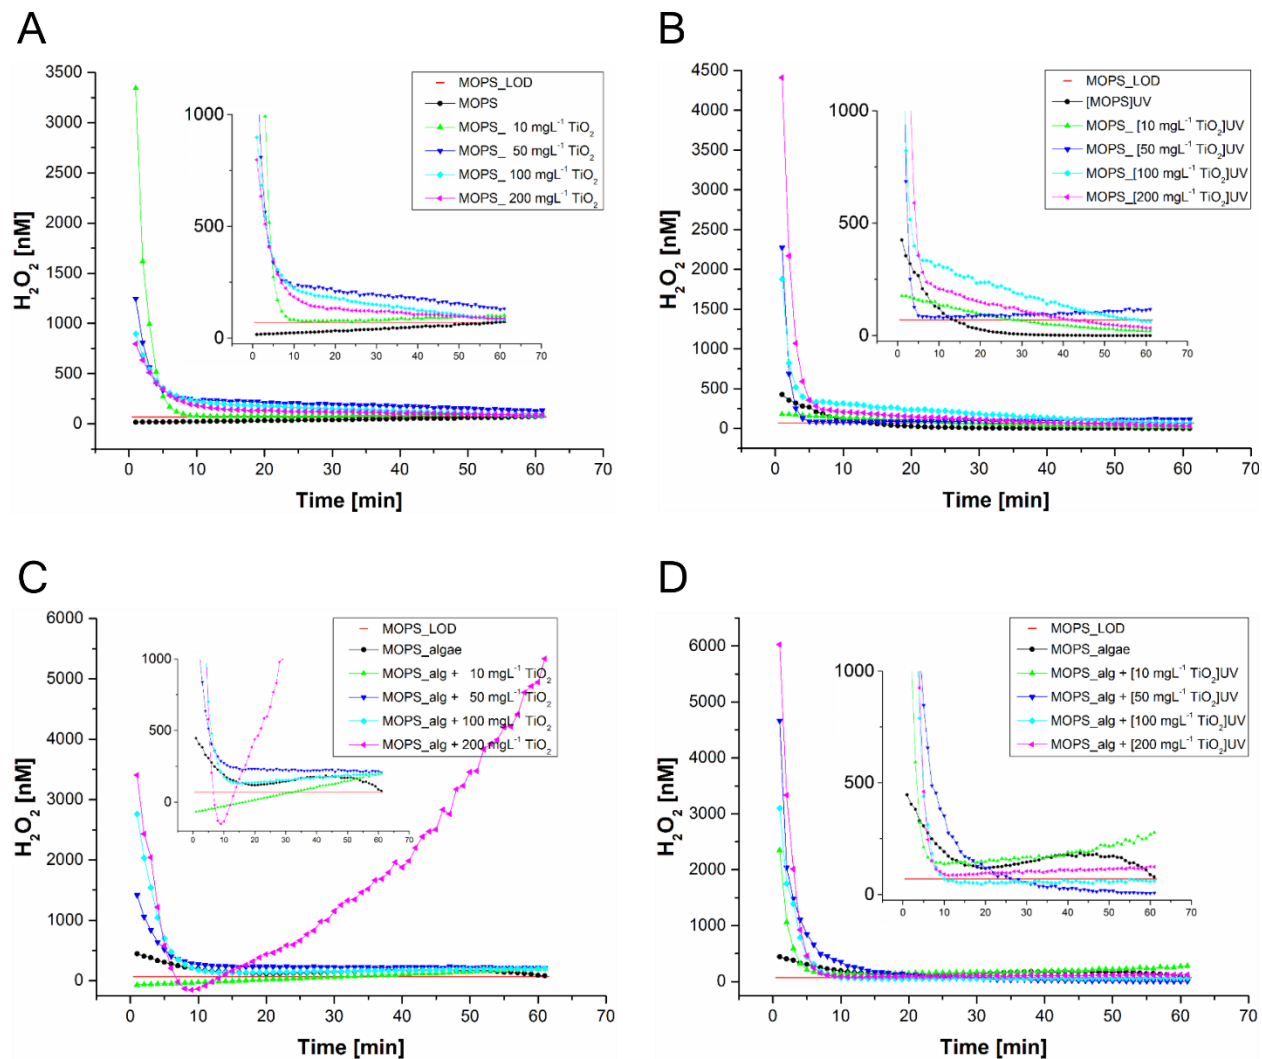 A
3500
3000
2500
2000
1500
1000
500
0
H2O2 [nM]
0 10 20 30 40 50 60 70
Time [min]
MOPS_LOD
MOPS
MOPS_ 10 mgL-1 TiO2
MOPS_ 50 mgL-1 TiO2
MOPS_ 100 mgL-1 TiO2
MOPS_ 200 mgL-1 TiO2
1000
500
0
0 10 20 30 40 50 60 70
B
4500
4000
3500
3000
2500
2000
1500
1000
500
0
H2O2 [nM]
0 10 20 30 40 50 60 70
Time [min]
MOPS_LOD
[MOPS]UV
MOPS_ [10 mgL-1 TiO2]UV
MOPS_ [50 mgL-1 TiO2]UV
MOPS_[100 mgL-1 TiO2]UV
MOPS_[200 mgL-1 TiO2]UV
1000
500
0
0 10 20 30 40 50 60 70
C
6000
5000
4000
3000
2000
1000
0
H2O2 [nM]
0 10 20 30 40 50 60 70
Time [min]
MOPS_LOD
MOPS_algae
MOPS_alg + 10 mgL-1 TiO2
MOPS_alg + 50 mgL-1 TiO2
MOPS_alg + 100 mgL-1 TiO2
MOPS_alg + 200 mgL-1 TiO2
1000
500
0
0 10 20 30 40 50 60 70
D
6000
5000
4000
3000
2000
1000
0
H2O2 [nM]
0 10 20 30 40 50 60 70
Time [min]
MOPS_LOD
MOPS_algae
MOPS_alg + [10 mgL-1 TiO2]UV
MOPS_alg + [50 mgL-1 TiO2]UV
MOPS_alg + [100 mgL-1 TiO2]UV
MOPS_alg + [200 mgL-1 TiO2]UV
1000
500
0
0 10 20 30 40 50 60 70